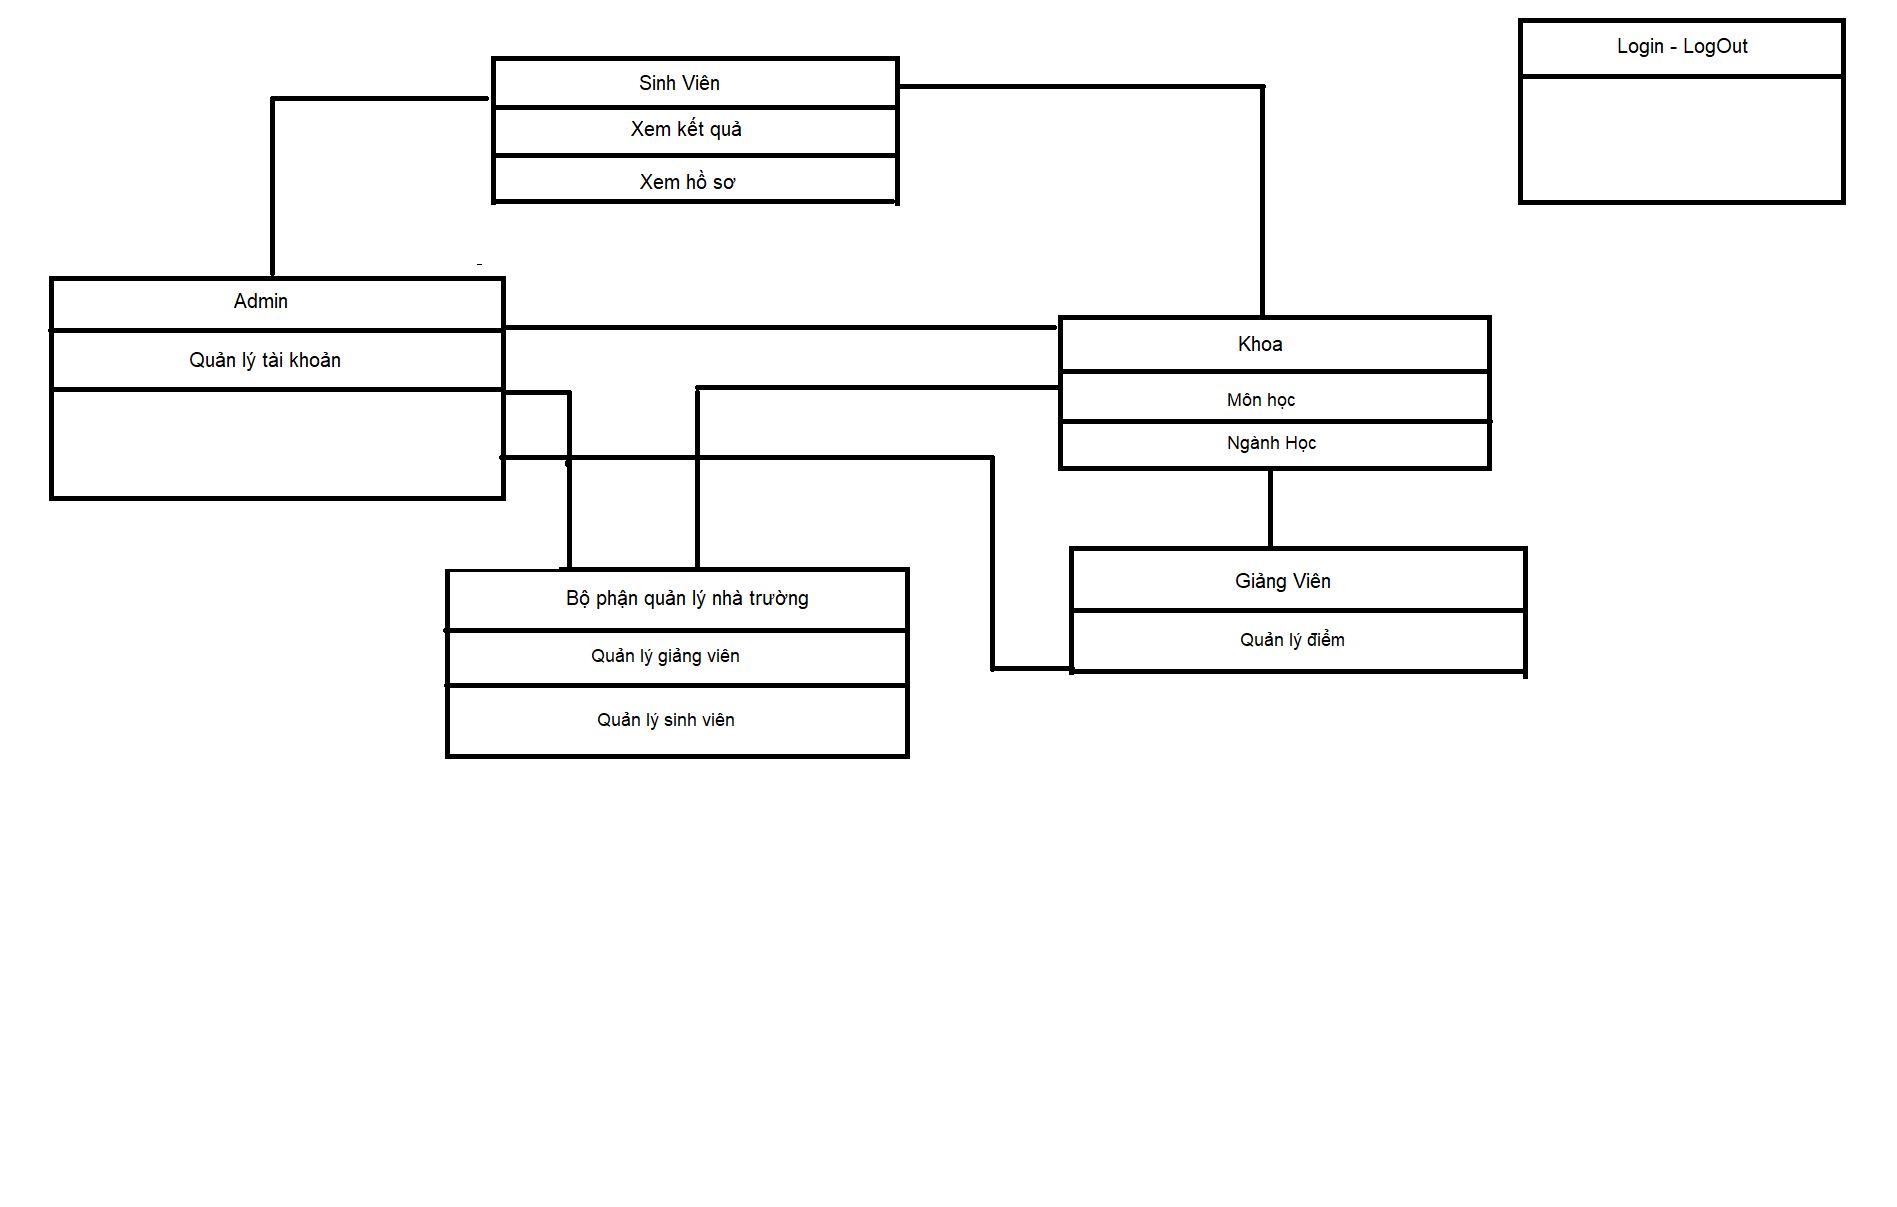 Login - LogOut
Sinh Viên
Xem kết quả
Xem hồ sơ
Admin
Quản lý tài khoản
Khoa
Môn học
Ngành Học
Bộ phận quản lý nhà trường
Quản lý giảng viên
Quản lý sinh viên
Giảng Viên
Quản lý điểm